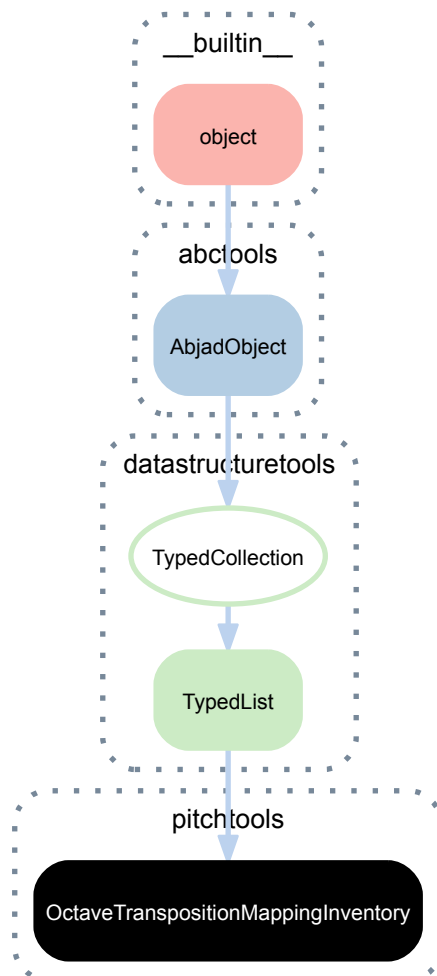 __builtin__
object
abctools
AbjadObject
datastructuretools
TypedCollection
TypedList
pitchtools
OctaveTranspositionMappingInventory